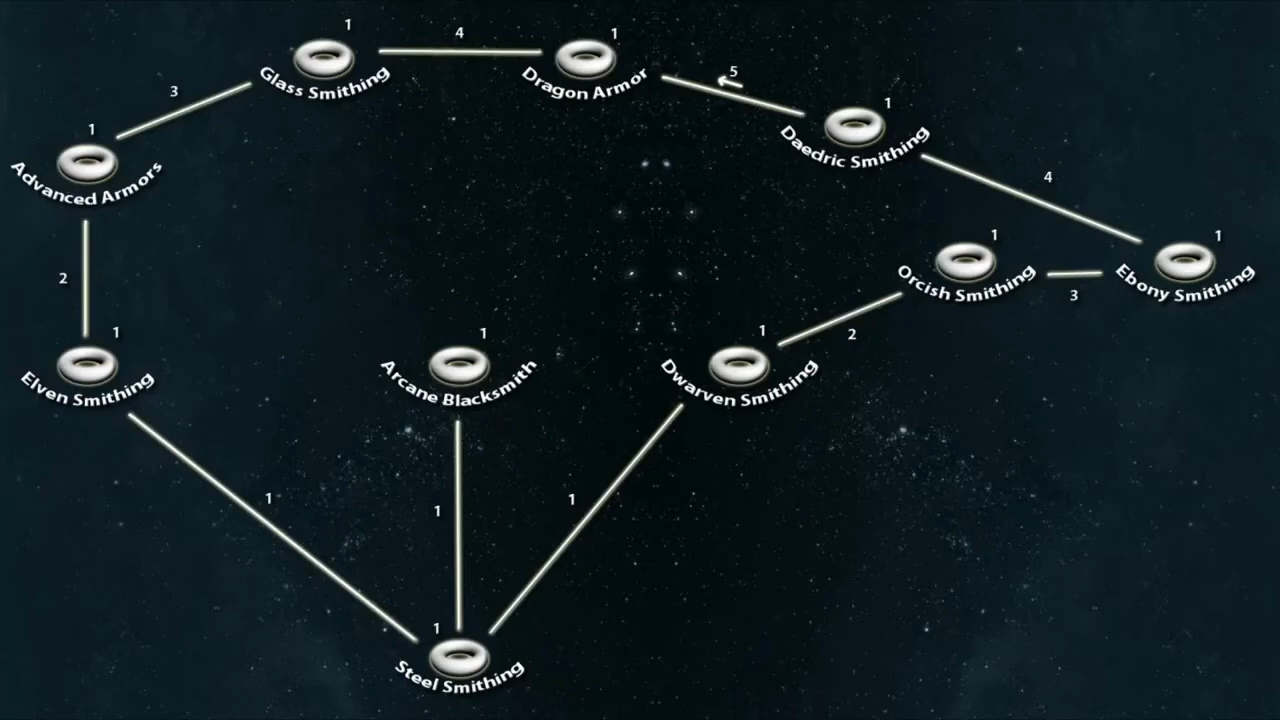 1
4
1
Glass Smithing
Dragon Armor
5
3
1
Daedric Smithing
1
Advanced Armors
4
1
1
Orcish Smithing
Ebony Smithing
2
3
1
1
1
2
Elven Smithing
Arcane Blacksmith
Dwarven Smithing
1
1
1
1
Steel Smithing